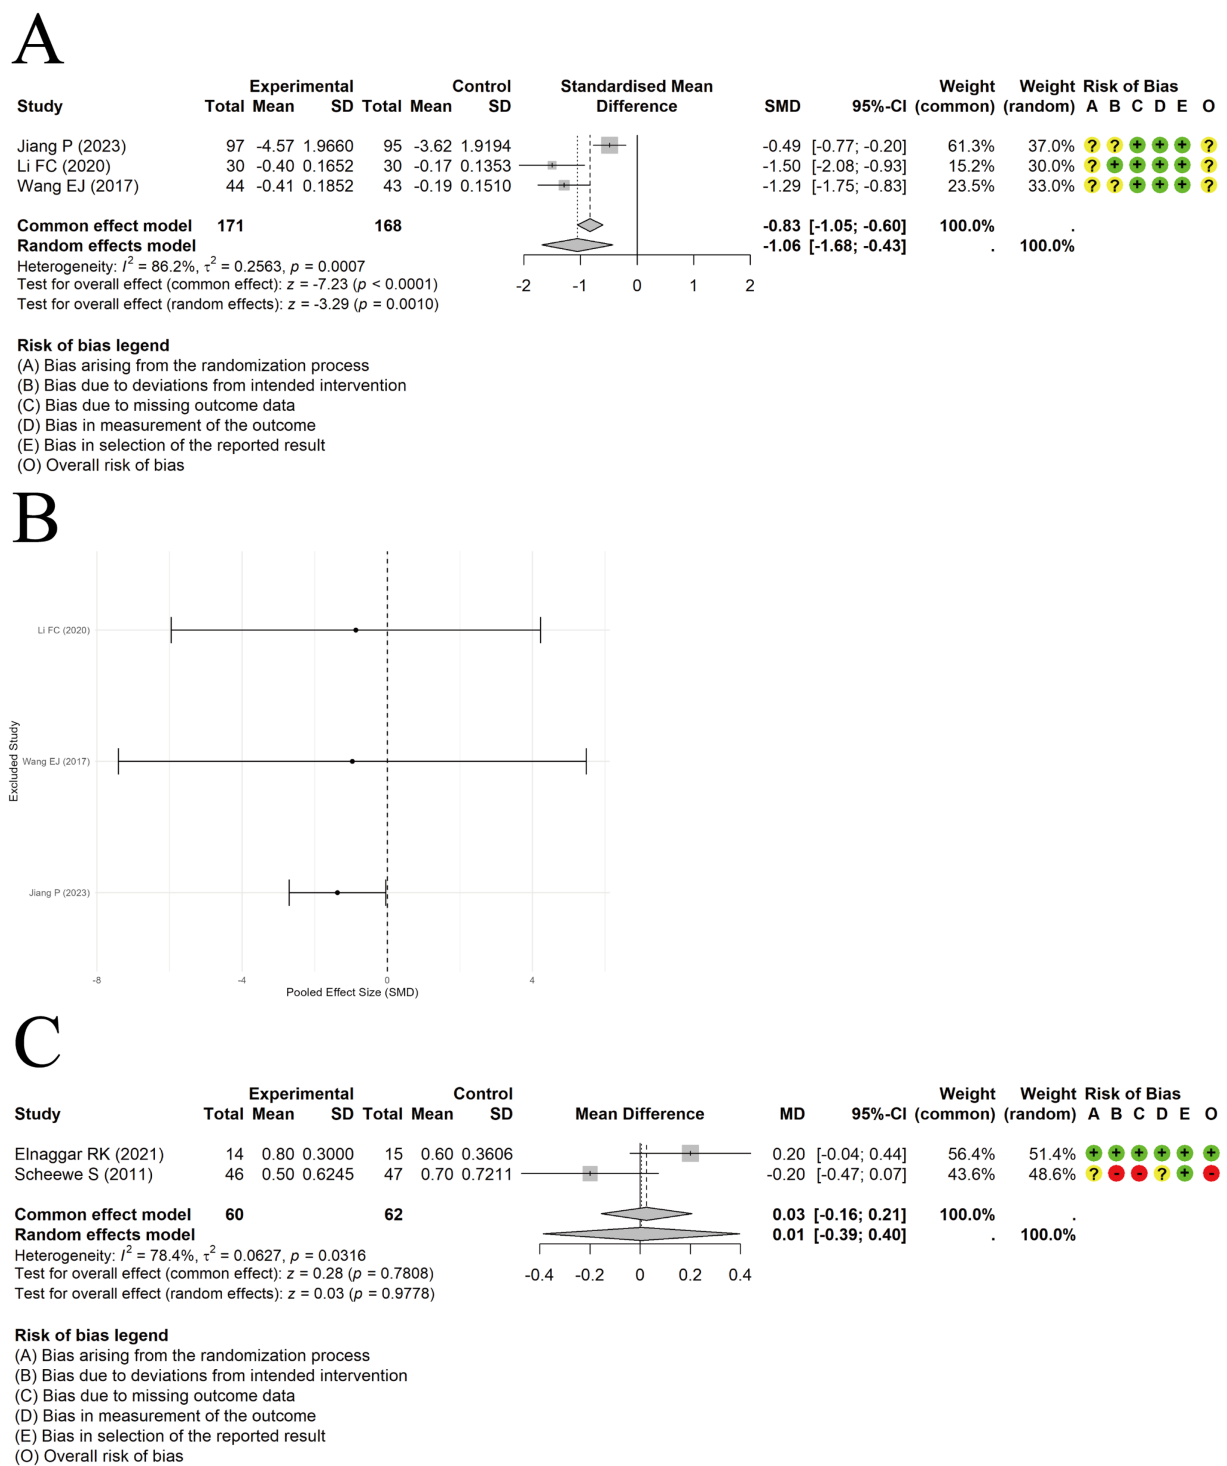 A
Experimental Control Standardised Mean Weight Weight Risk of Bias
Study Total Mean SD Total Mean SD Difference SMD 95%-CI (common) (random) A B C D E O
Jiang P (2023) 97 -4.57 1.9660 95 -3.62 1.9194 -0.49 [-0.77; -0.20] 61.3% 37.0% ? ? + + + ?
Li FC (2020) 30 -0.40 0.1652 30 -0.17 0.1353 -1.50 [-2.08; -0.93] 15.2% 30.0% ? + + + + ?
Wang EJ (2017) 44 -0.41 0.1852 43 -0.19 0.1510 -1.29 [-1.75; -0.83] 23.5% 33.0% ? ? + + + ?
Common effect model 171 168 -0.83 [-1.05; -0.60] 100.0% .
Random effects model -1.06 [-1.68; -0.43] . 100.0%
Heterogeneity: I² = 86.2%, τ² = 0.2563, p = 0.0007
Test for overall effect (common effect): z = -7.23 (p < 0.0001)
Test for overall effect (random effects): z = -3.29 (p = 0.0010)
-2 -1 0 1 2
Risk of bias legend
(A) Bias arising from the randomization process
(B) Bias due to deviations from intended intervention
(C) Bias due to missing outcome data
(D) Bias in measurement of the outcome
(E) Bias in selection of the reported result
(O) Overall risk of bias
B
Excluded Study
Li FC (2020)
Wang EJ (2017)
Jiang P (2023)
-8 -4 0 4
Pooled Effect Size (SMD)
C
Experimental Control Weight Weight Risk of Bias
Study Total Mean SD Total Mean SD Mean Difference MD 95%-CI (common) (random) A B C D E O
Elnaggar RK (2021) 14 0.80 0.3000 15 0.60 0.3606 0.20 [-0.04; 0.44] 56.4% 51.4% + + + + + +
Scheewe S (2011) 46 0.50 0.6245 47 0.70 0.7211 -0.20 [-0.47; 0.07] 43.6% 48.6% ? - - ? + -
Common effect model 60 62 0.03 [-0.16; 0.21] 100.0% .
Random effects model 0.01 [-0.39; 0.40] . 100.0%
Heterogeneity: I² = 78.4%, τ² = 0.0627, p = 0.0316
Test for overall effect (common effect): z = 0.28 (p = 0.7808)
Test for overall effect (random effects): z = 0.03 (p = 0.9778)
-0.4 -0.2 0 0.2 0.4
Risk of bias legend
(A) Bias arising from the randomization process
(B) Bias due to deviations from intended intervention
(C) Bias due to missing outcome data
(D) Bias in measurement of the outcome
(E) Bias in selection of the reported result
(O) Overall risk of bias